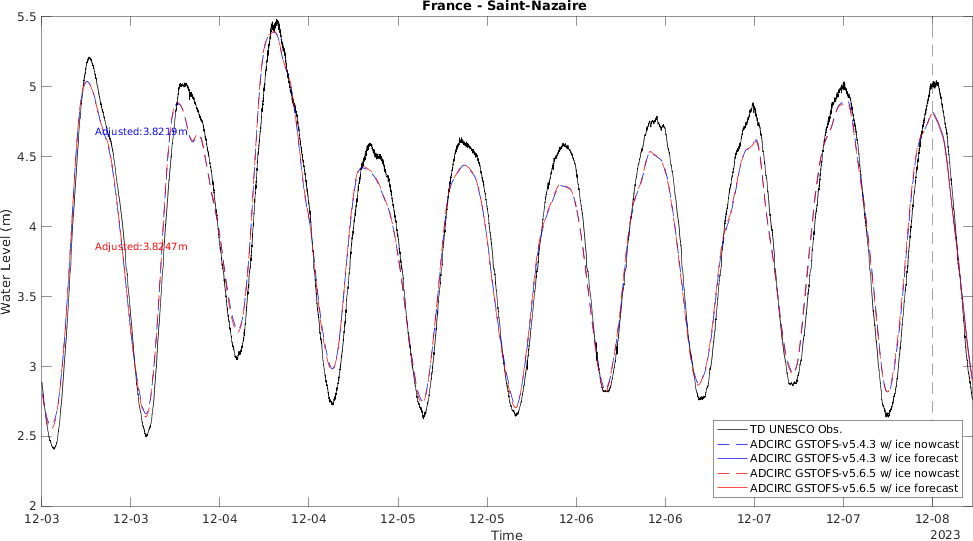 France - Saint-Nazaire
5.5
5
4.5
4
3.5
3
2.5
2
Water Level (m)
Adjusted:3.8219m
Adjusted:3.8247m
TD UNESCO Obs.
ADCIRC GSTOFS-v5.4.3 w/ ice nowcast
ADCIRC GSTOFS-v5.4.3 w/ ice forecast
ADCIRC GSTOFS-v5.6.5 w/ ice nowcast
ADCIRC GSTOFS-v5.6.5 w/ ice forecast
12-03 12-03 12-04 12-04 12-05 12-05 12-06 12-06 12-07 12-07 12-08
Time
2023